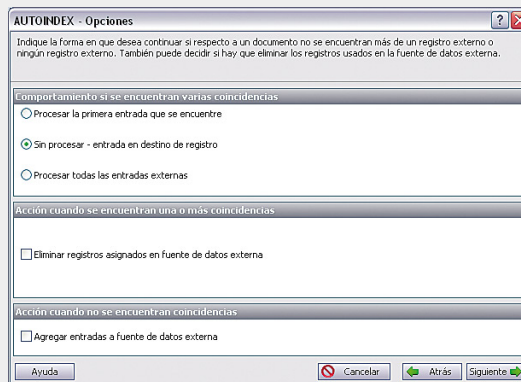 AUTOINDEX - Opciones
Indique la forma en que desea continuar si respecto a un documento no se encuentran más de un registro externo o
ningún registro externo. También puede decidir si hay que eliminar los registros usados en la fuente de datos externa.
Comportamiento si se encuentran varias coincidencias
Procesar la primera entrada que se encuentre
Sin procesar - entrada en destino de registro
Procesar todas las entradas externas
Acción cuando se encuentran una o más coincidencias
Eliminar registros asignados en fuente de datos externa
Acción cuando no se encuentran coincidencias
Agregar entradas a fuente de datos externa
Ayuda Cancelar Atrás Siguiente